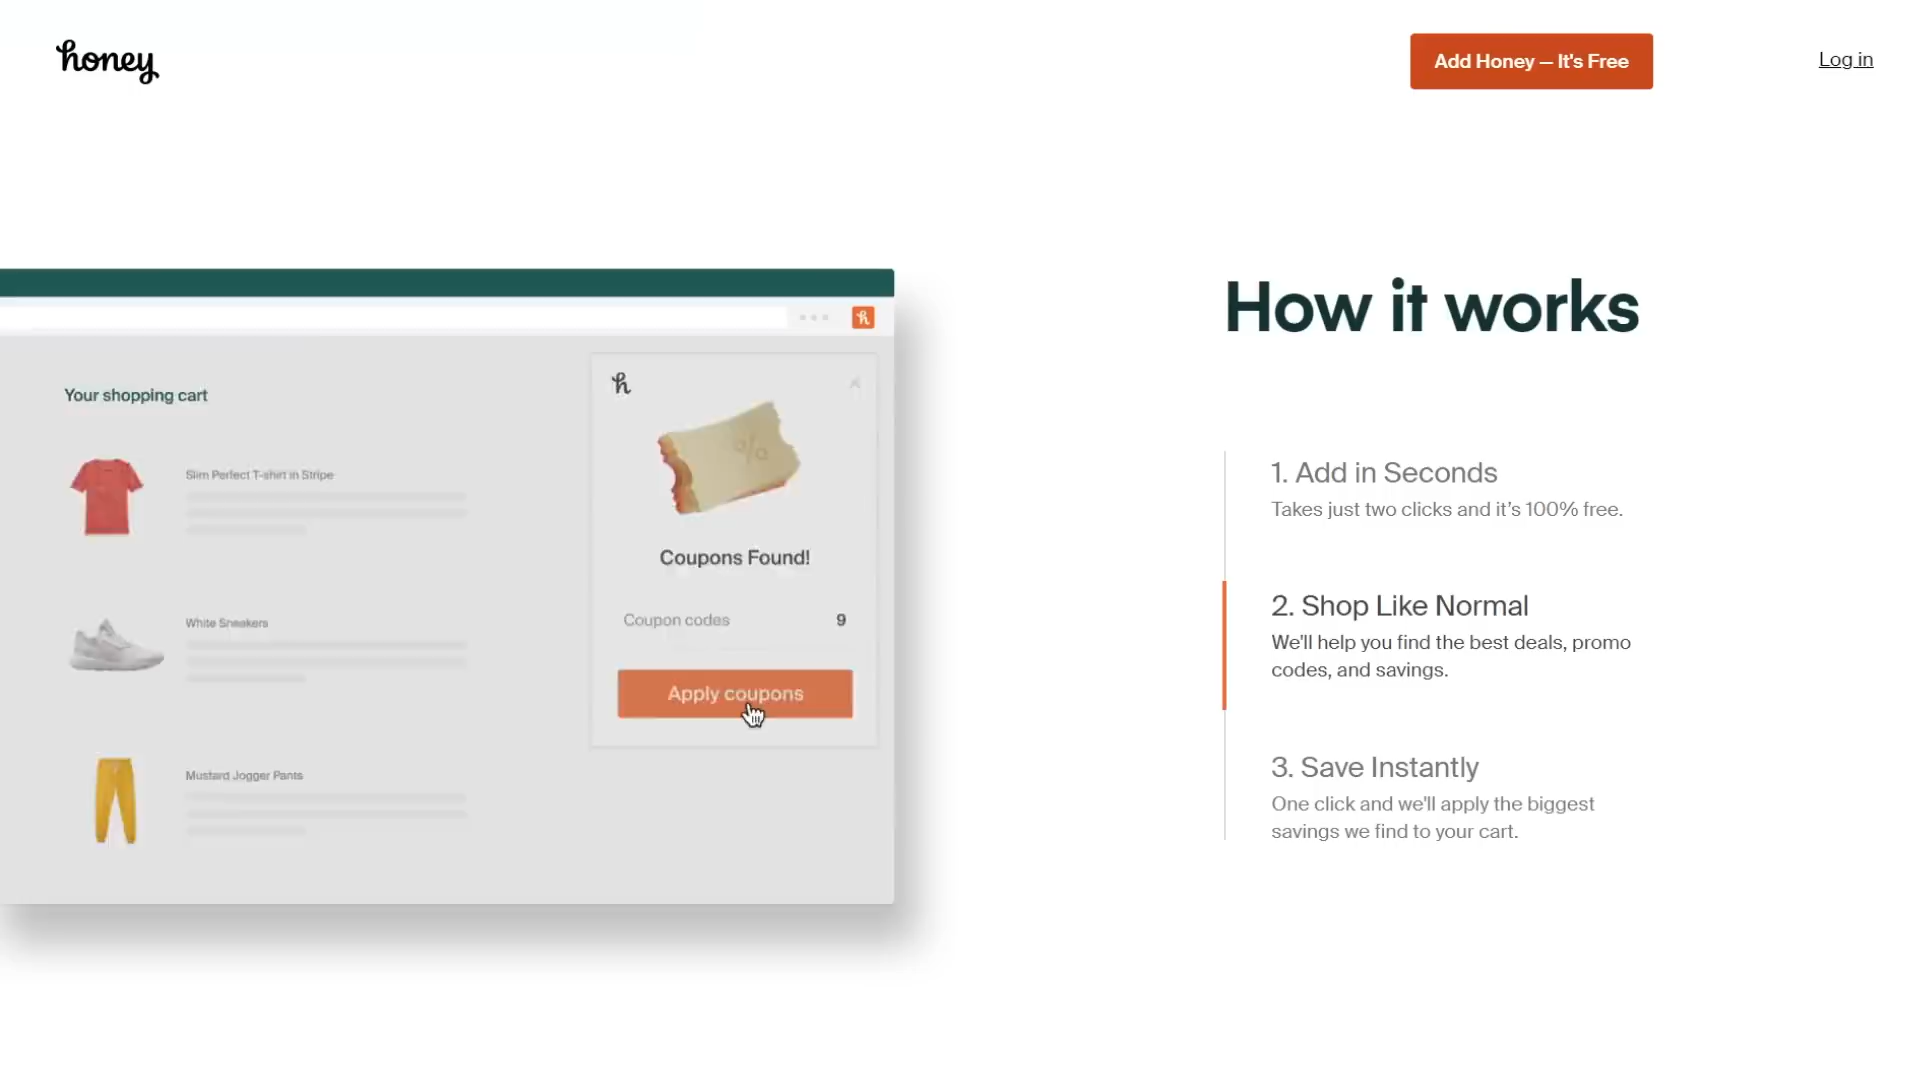 honey
Add Honey — It's Free
Log in
Your shopping cart
Slim Perfect T-shirt in Stripe
White Sneakers
Mustard Jogger Pants
h
h
%
Coupons Found!
Coupon codes 9
Apply coupons
How it works
1. Add in Seconds
Takes just two clicks and it’s 100% free.
2. Shop Like Normal
We'll help you find the best deals, promo
codes, and savings.
3. Save Instantly
One click and we'll apply the biggest
savings we find to your cart.